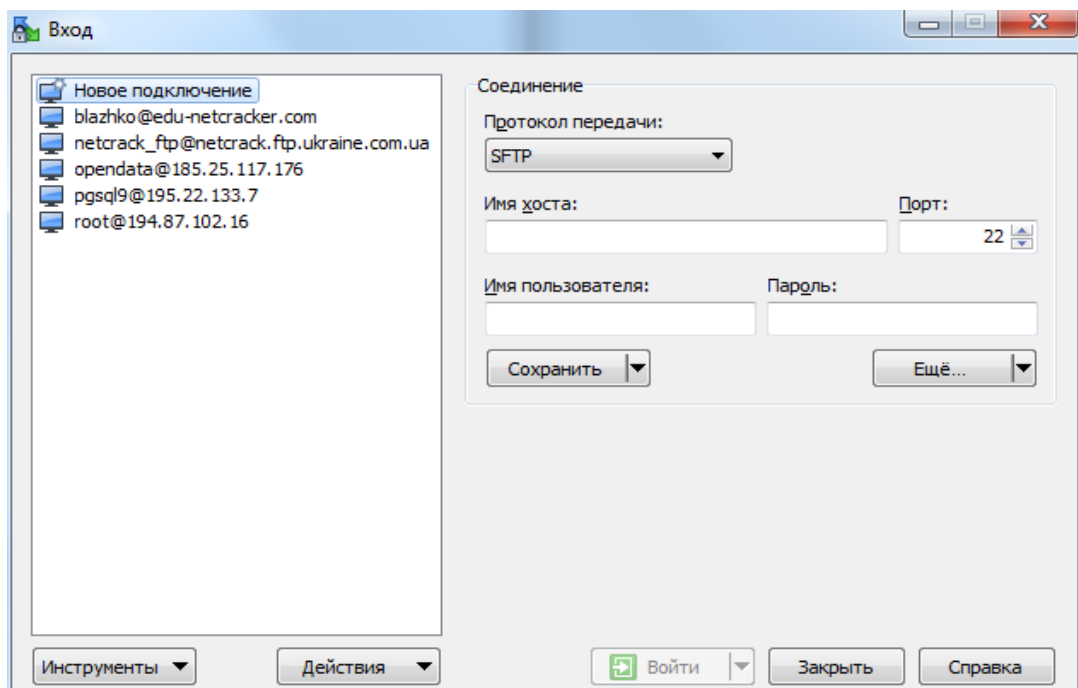 Вход
Новое подключение
blazhko@edu-netcracker.com
netcrack_ftp@netcrack.ftp.ukraine.com.ua
opendata@185.25.117.176
pgsql9@195.22.133.7
root@194.87.102.16
Соединение
Протокол передачи:
SFTP
Имя хоста: Порт:
22
Имя пользователя: Пароль:
Сохранить Ещё...
Инструменты Действия Войти Закрыть Справка